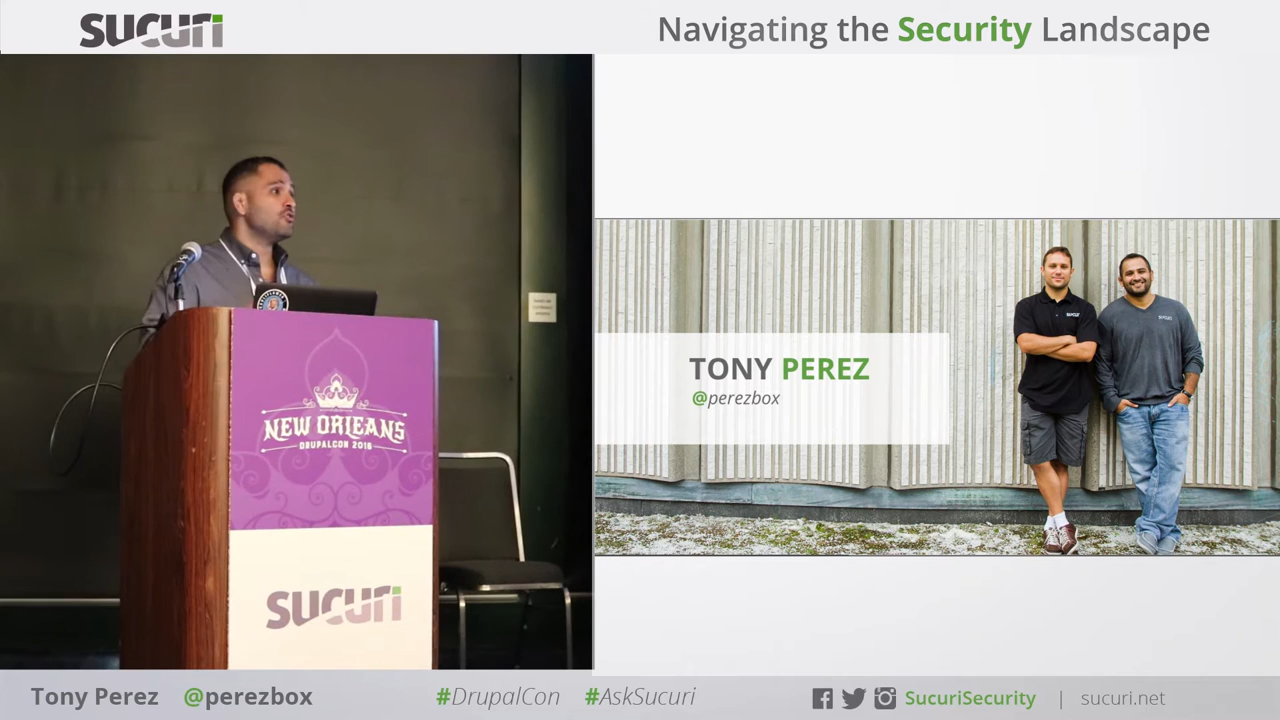 sucuri
Navigating the Security Landscape
TONY PEREZ
@perezbox
NEW ORLEANS
DRUPALCON 2016
sucuri
Tony Perez @perezbox #DrupalCon #AskSucuri SucuriSecurity | sucuri.net